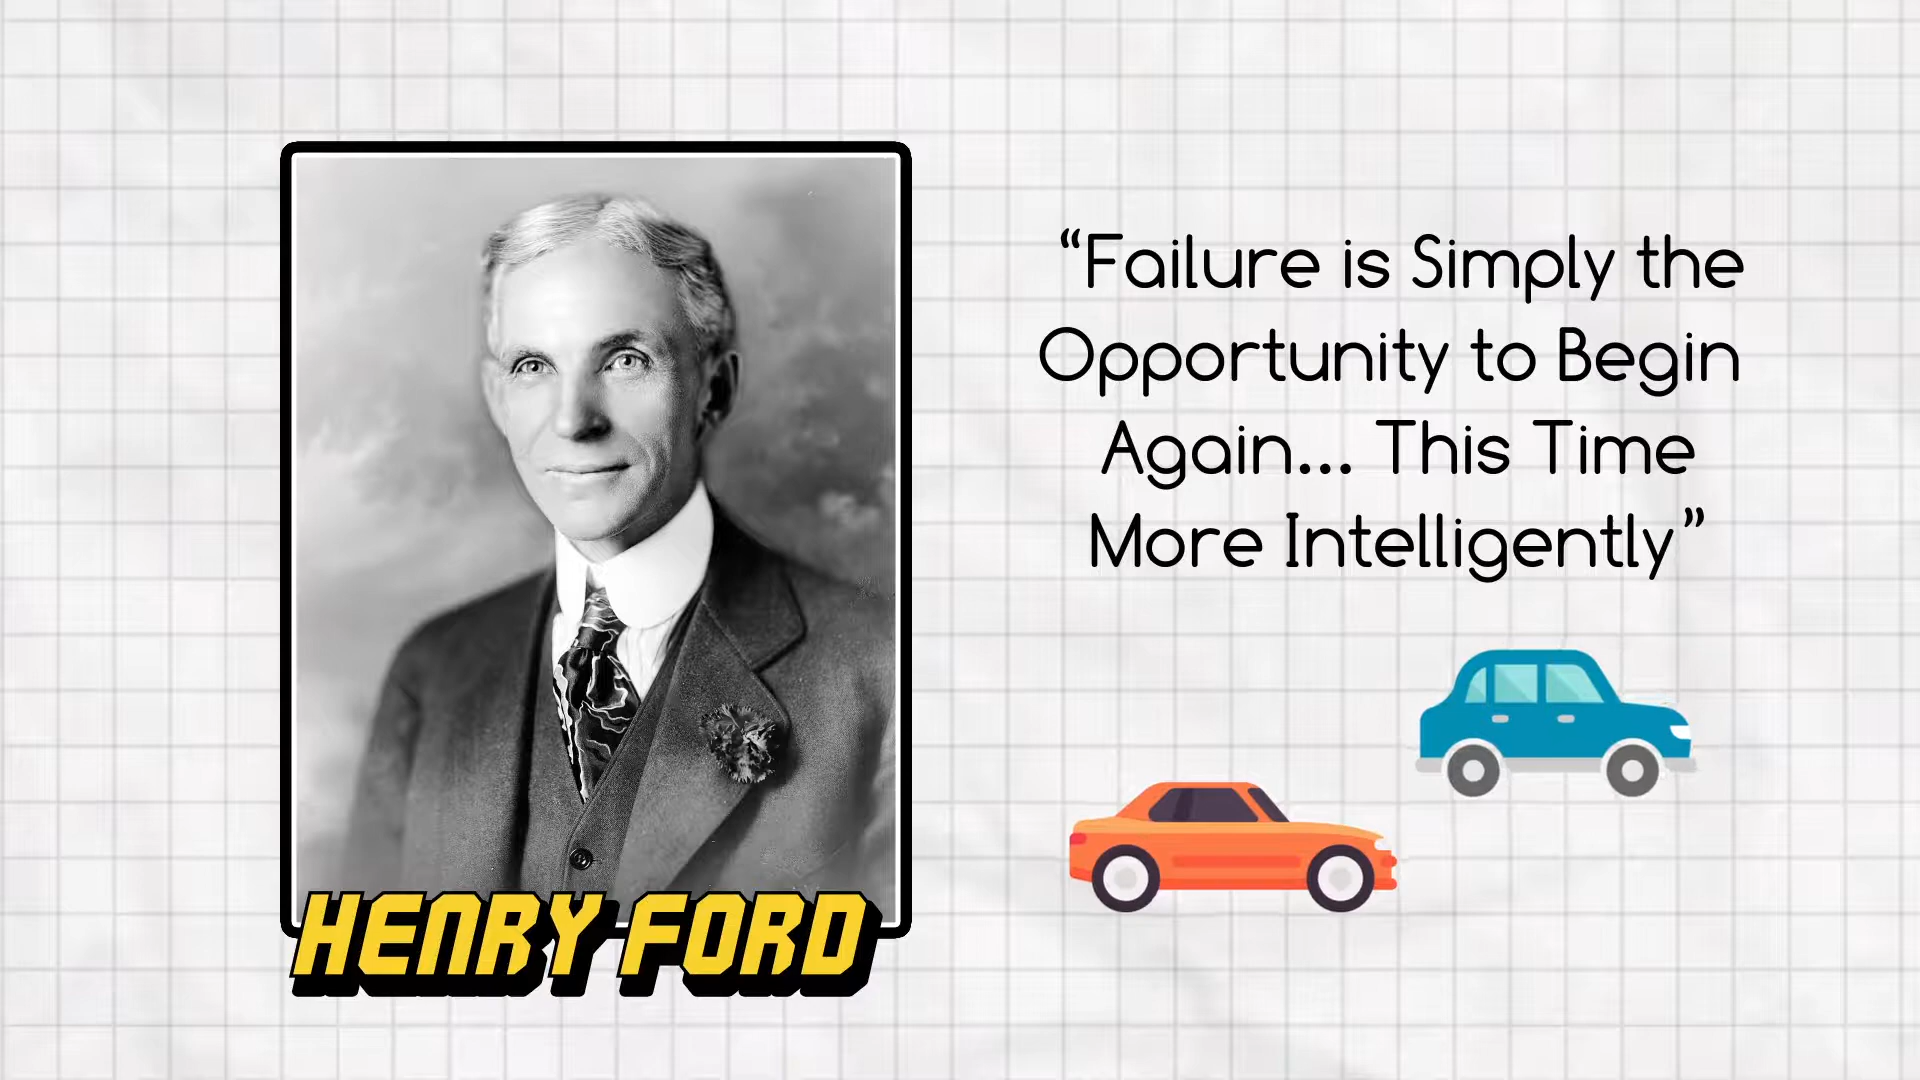 “Failure is Simply the
Opportunity to Begin
Again... This Time
More Intelligently”
HENRY FORD